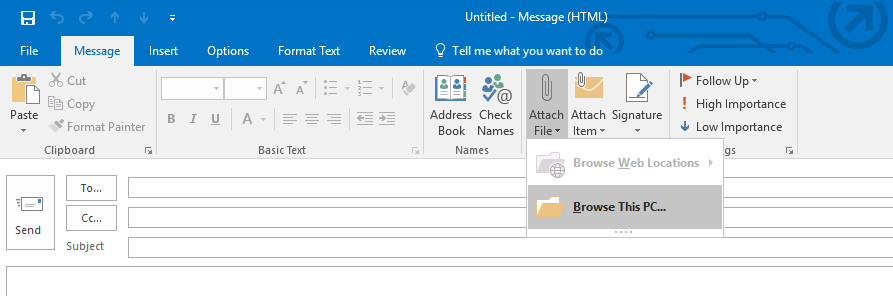 Untitled - Message (HTML)
File Message Insert Options Format Text Review Tell me what you want to do
Paste
Cut
Copy
Format Painter
Clipboard
B I U A
Basic Text
Address Book
Check Names
Names
Attach File
Attach Item
Signature
Follow Up
High Importance
Low Importance
gs
Browse Web Locations
Browse This PC...
Send
To...
Cc...
Subject